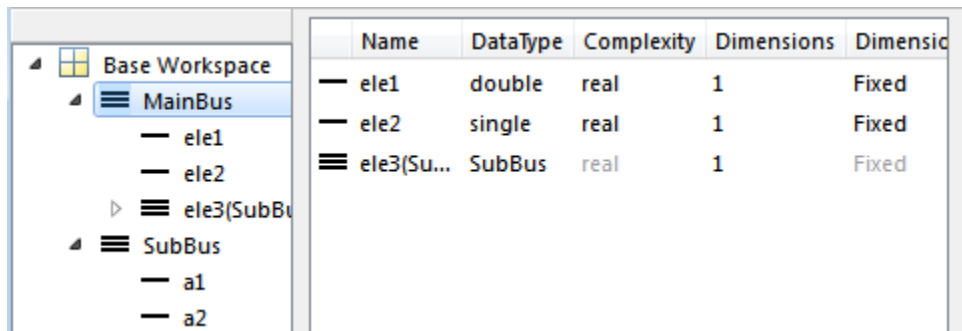 Base Workspace
MainBus
ele1
ele2
ele3(SubBu
SubBus
a1
a2
Name DataType Complexity Dimensions Dimensio
ele1 double real 1 Fixed
ele2 single real 1 Fixed
ele3(Su... SubBus real 1 Fixed